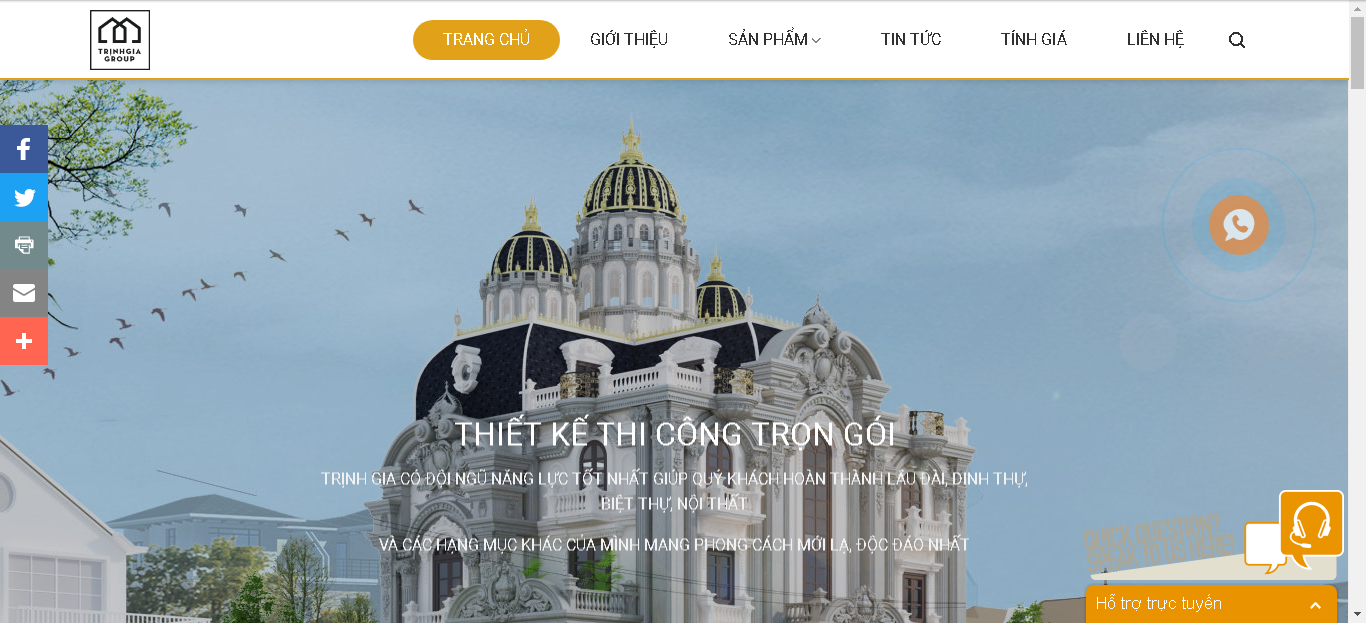 TRỊNHGIA
GROUP
TRANG CHỦ
GIỚI THIỆU
SẢN PHẨM
TIN TỨC
TÍNH GIÁ
LIÊN HỆ
THIẾT KẾ THI CÔNG TRỌN GÓI
TRỊNH GIA CÓ ĐỘI NGŨ NĂNG LỰC TỐT NHẤT GIÚP QUÝ KHÁCH HOÀN THÀNH LÂU ĐÀI, DINH THỰ,
BIỆT THỰ, NỘI THẤT
VÀ CÁC HẠNG MỤC KHÁC CỦA MÌNH MANG PHONG CÁCH MỚI LẠ, ĐỘC ĐÁO NHẤT
Hỗ trợ trực tuyến